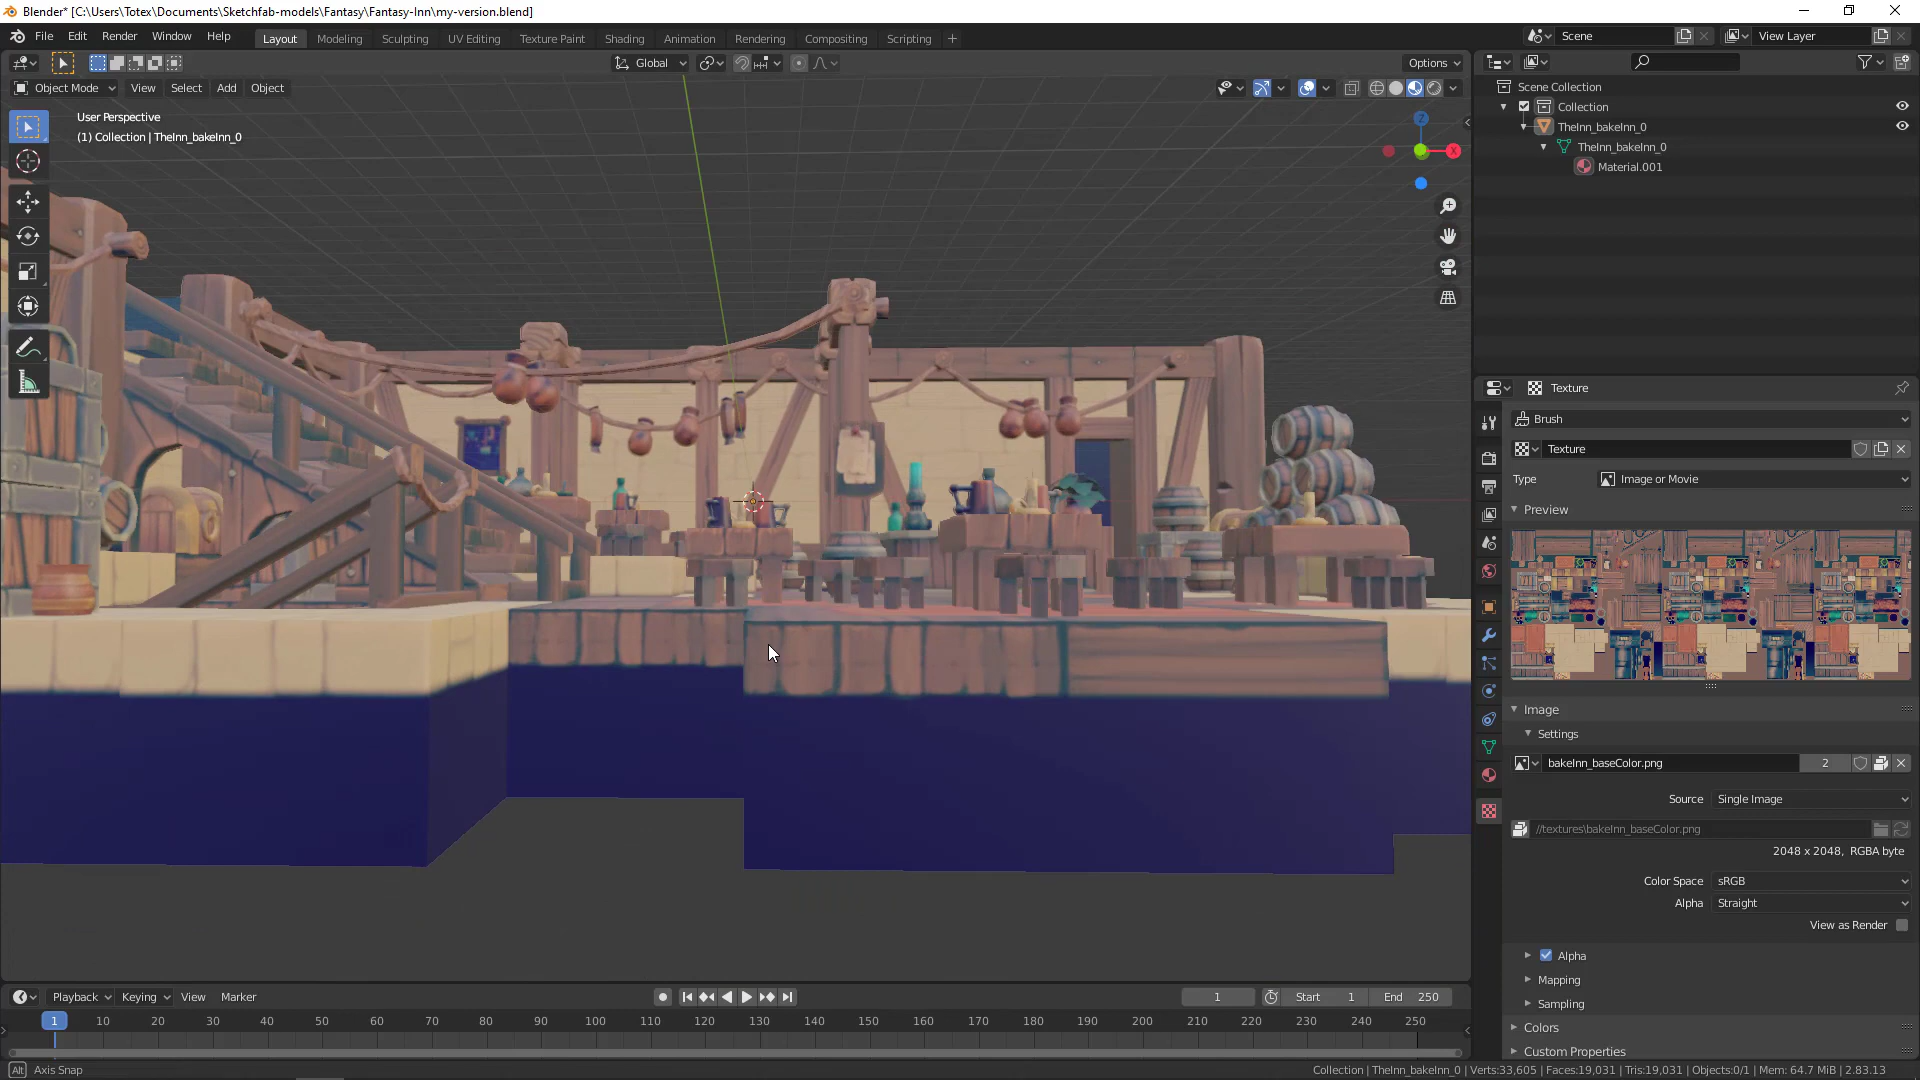 Blender* [C:\Users\Totex\Documents\Sketchfab-models\Fantasy\Fantasy-Inn\my-version.blend]
File Edit Render Window Help Layout Modeling Sculpting UV Editing Texture Paint Shading Animation Rendering Compositing Scripting + Scene View Layer
Global Options
Object Mode View Select Add Object
User Perspective
(1) Collection | TheInn_bakeInn_0
Z
X
Scene Collection
Collection
TheInn_bakeInn_0
TheInn_bakeInn_0
Material.001
Texture
Brush
Texture
Type Image or Movie
Preview
Image
Settings
bakeInn_baseColor.png 2
Source Single Image
//textures\bakeInn_baseColor.png
2048 x 2048, RGBA byte
Color Space sRGB
Alpha Straight
View as Render
Alpha
Mapping
Sampling
Colors
Custom Properties
Playback Keying View Marker 1 Start 1 End 250
1 10 20 30 40 50 60 70 80 90 100 110 120 130 140 150 160 170 180 190 200 210 220 230 240 250
Alt Axis Snap Collection | TheInn_bakeInn_0 | Verts:33,605 | Faces:19,031 | Tris:19,031 | Objects:0/1 | Mem: 64.7 MiB | 2.83.13